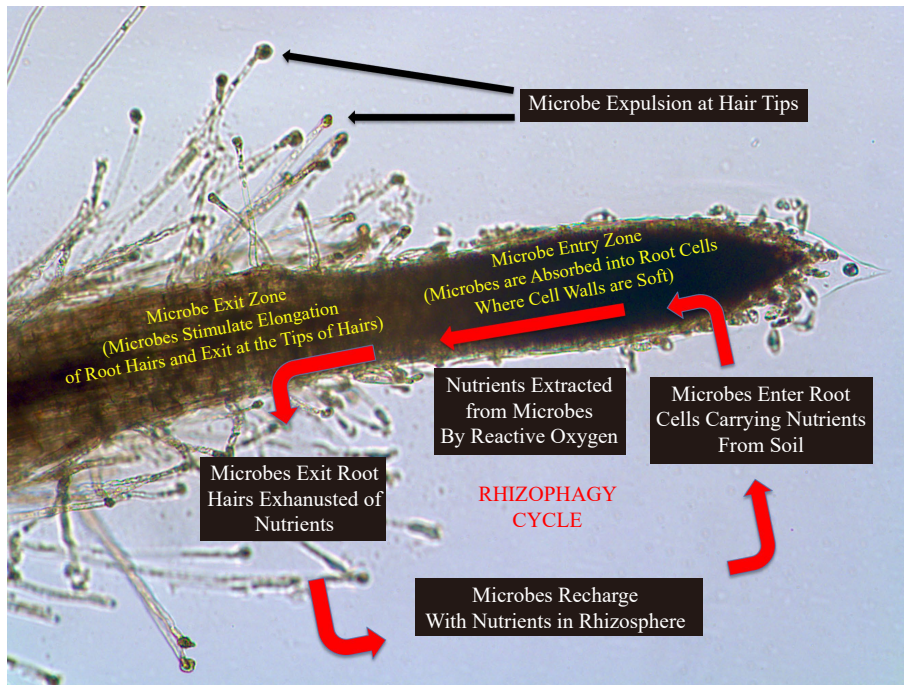 Microbe Expulsion at Hair Tips
Microbe Entry Zone
(Microbes are Absorbed into Root Cells
Where Cell Walls are Soft)
Microbe Exit Zone
(Microbes Stimulate Elongation
of Root Hairs and Exit at the Tips of Hairs)
Nutrients Extracted
from Microbes
By Reactive Oxygen
Microbes Enter Root
Cells Carrying Nutrients
From Soil
Microbes Exit Root
Hairs Exhanusted of
Nutrients
RHIZOPHAGY
CYCLE
Microbes Recharge
With Nutrients in Rhizosphere